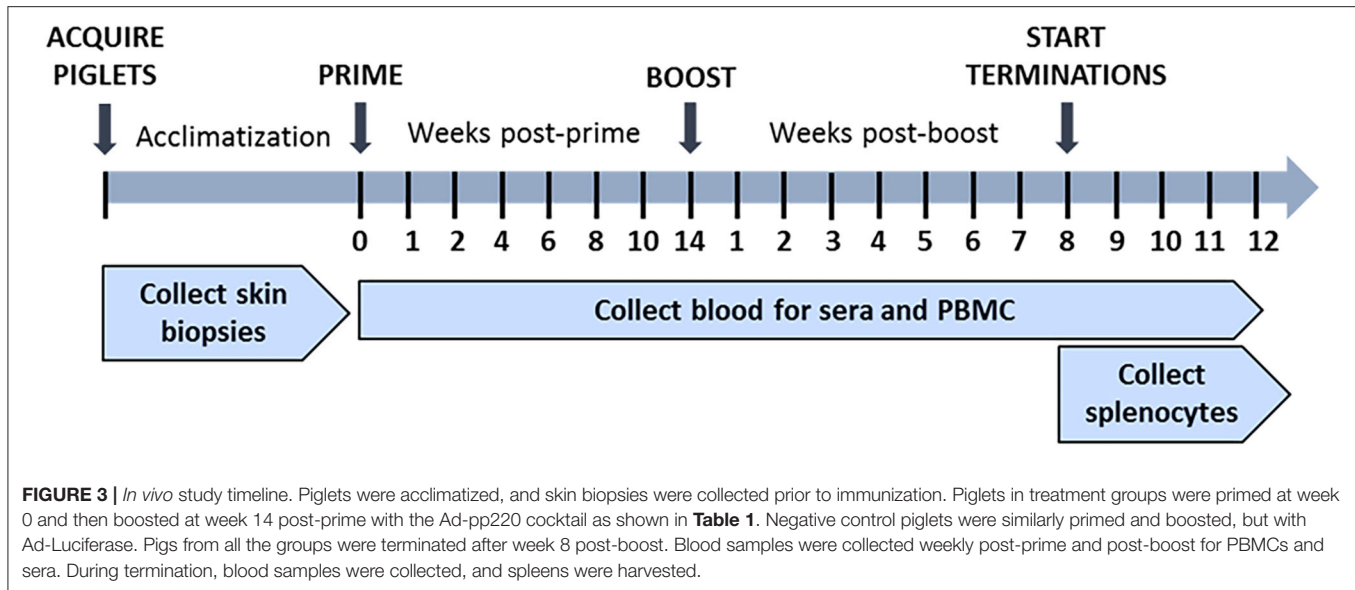 ACQUIRE
PIGLETS
PRIME
BOOST
START
TERMINATIONS
Acclimatization
Weeks post-prime
Weeks post-boost
0 1 2 4 6 8 10 14 1 2 3 4 5 6 7 8 9 10 11 12
Collect skin
biopsies
Collect blood for sera and PBMC
Collect
splenocytes
FIGURE 3 | In vivo study timeline. Piglets were acclimatized, and skin biopsies were collected prior to immunization. Piglets in treatment groups were primed at week
0 and then boosted at week 14 post-prime with the Ad-pp220 cocktail as shown in Table 1. Negative control piglets were similarly primed and boosted, but with
Ad-Luciferase. Pigs from all the groups were terminated after week 8 post-boost. Blood samples were collected weekly post-prime and post-boost for PBMCs and
sera. During termination, blood samples were collected, and spleens were harvested.